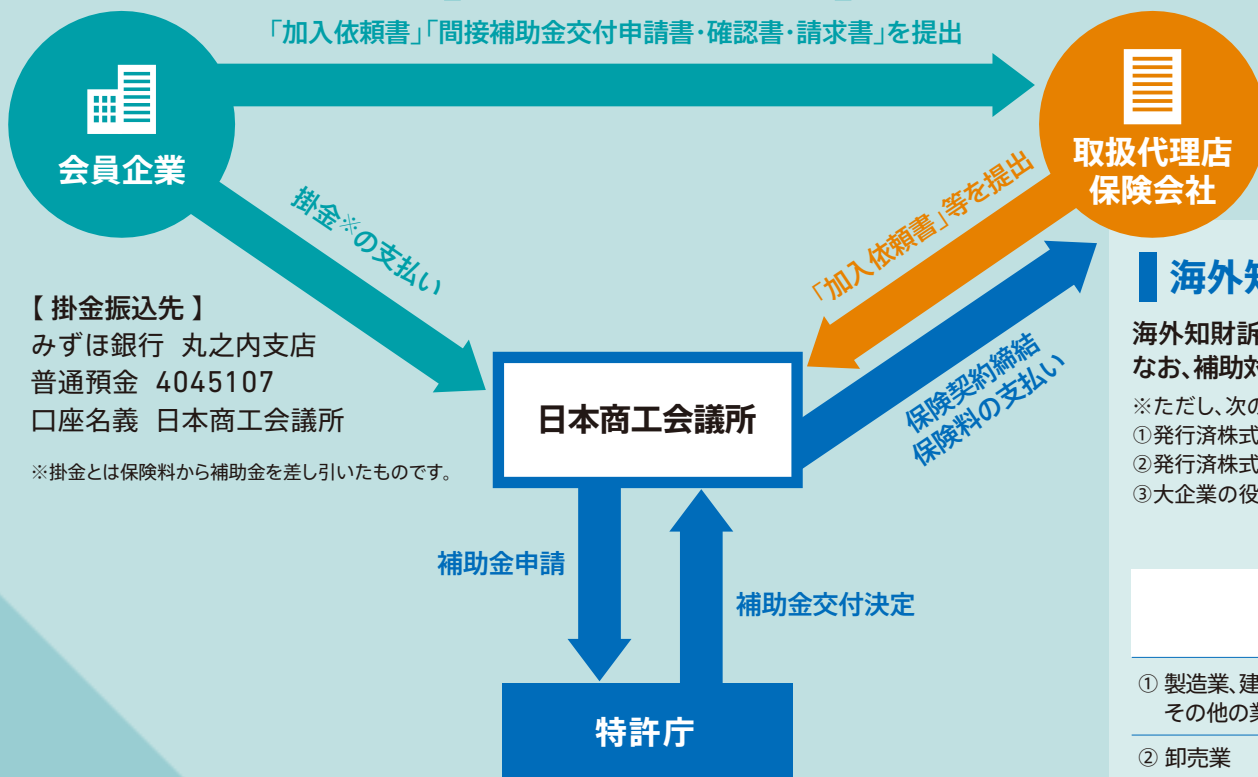 「加入依頼書」「間接補助金交付申請書・確認書・請求書」を提出
会員企業
取扱代理店
保険会社
掛金※の支払い
「加入依頼書」等を提出
保険契約締結
保険料の支払い
【 掛金振込先 】
みずほ銀行 丸之内支店
普通預金 4045107
口座名義 日本商工会議所
※掛金とは保険料から補助金を差し引いたものです。
日本商工会議所
補助金申請
補助金交付決定
特許庁
海外知
海外知財訴
なお、補助対
※ただし、次の
①発行済株式
②発行済株式
③大企業の役
① 製造業、建
その他の業
② 卸売業